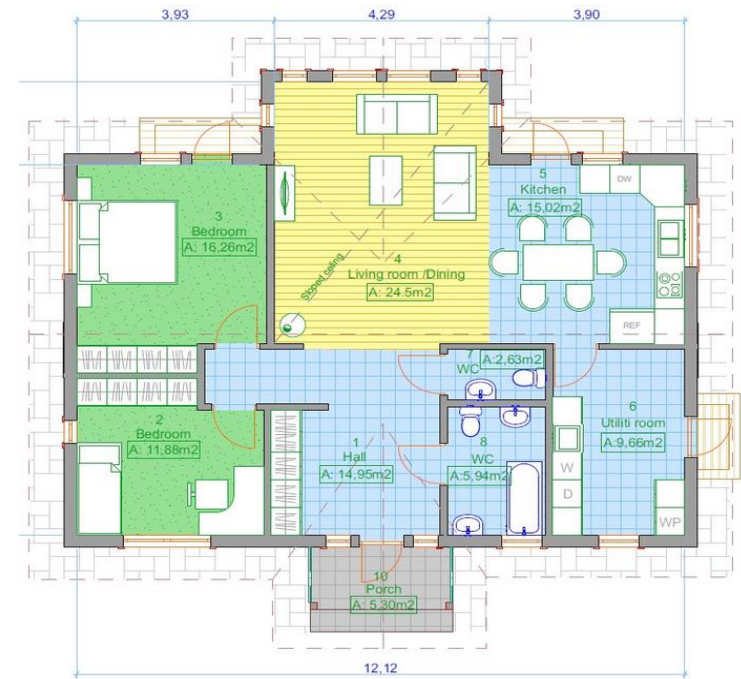 3,93 4,29 3,90
5
Kitchen
A: 15,02m2
DW
3
Bedroom
A: 16,26m2
4
Living room /Dining
A: 24.5m2
Sloped ceiling
REF
7
WC
A:2,63m2
6
Utiliti room
A:9,66m2
2
Bedroom
A: 11,88m2
1
Hall
A: 14,95m2
8
WC
A:5,94m2
W
D
WP
10
Porch
A: 5,30m2
12,12